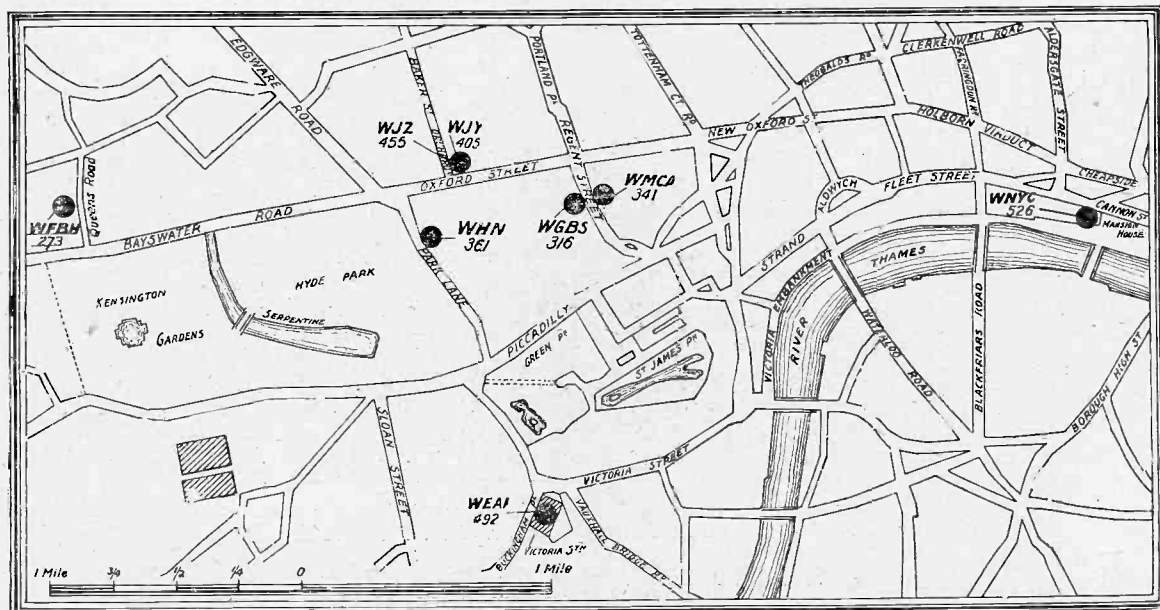 EDGWARE ROAD
BAKER ST
PORTLAND PL
REGENT STREET
TOTTENHAM CT RD
THEOBALDS RD
CLERKENWELL ROAD
FARRINGDON RD
ALDERSGATE STREET
HOLBORN VIADUCT
CHEAPSIDE
NEW OXFORD ST
OXFORD STREET
WJZ
455
WJY
405
WMCA
341
WGBS
316
WHN
361
WFBH
273
WNYC
526
CANNON ST
MANSION
HOUSE
Queens Road
BAYSWATER ROAD
PARK LANE
ALDWICH
FLEET STREET
STRAND
VICTORIA EMBANKMENT
RIVER THAMES
WATERLOO ROAD
BLACKFRIARS ROAD
BOROUGH HIGH ST
KENSINGTON
GARDENS
HYDE PARK
SERPENTINE
PICCADILLY
GREEN PK
ST JAMES PK
SLOAN STREET
VICTORIA STREET
WEAF
492
BUCKINGHAM
VICTORIA STN
VAUXHALL BRIDGE RD
1 Mile 3/4 1/2 1/4 0 1 Mile